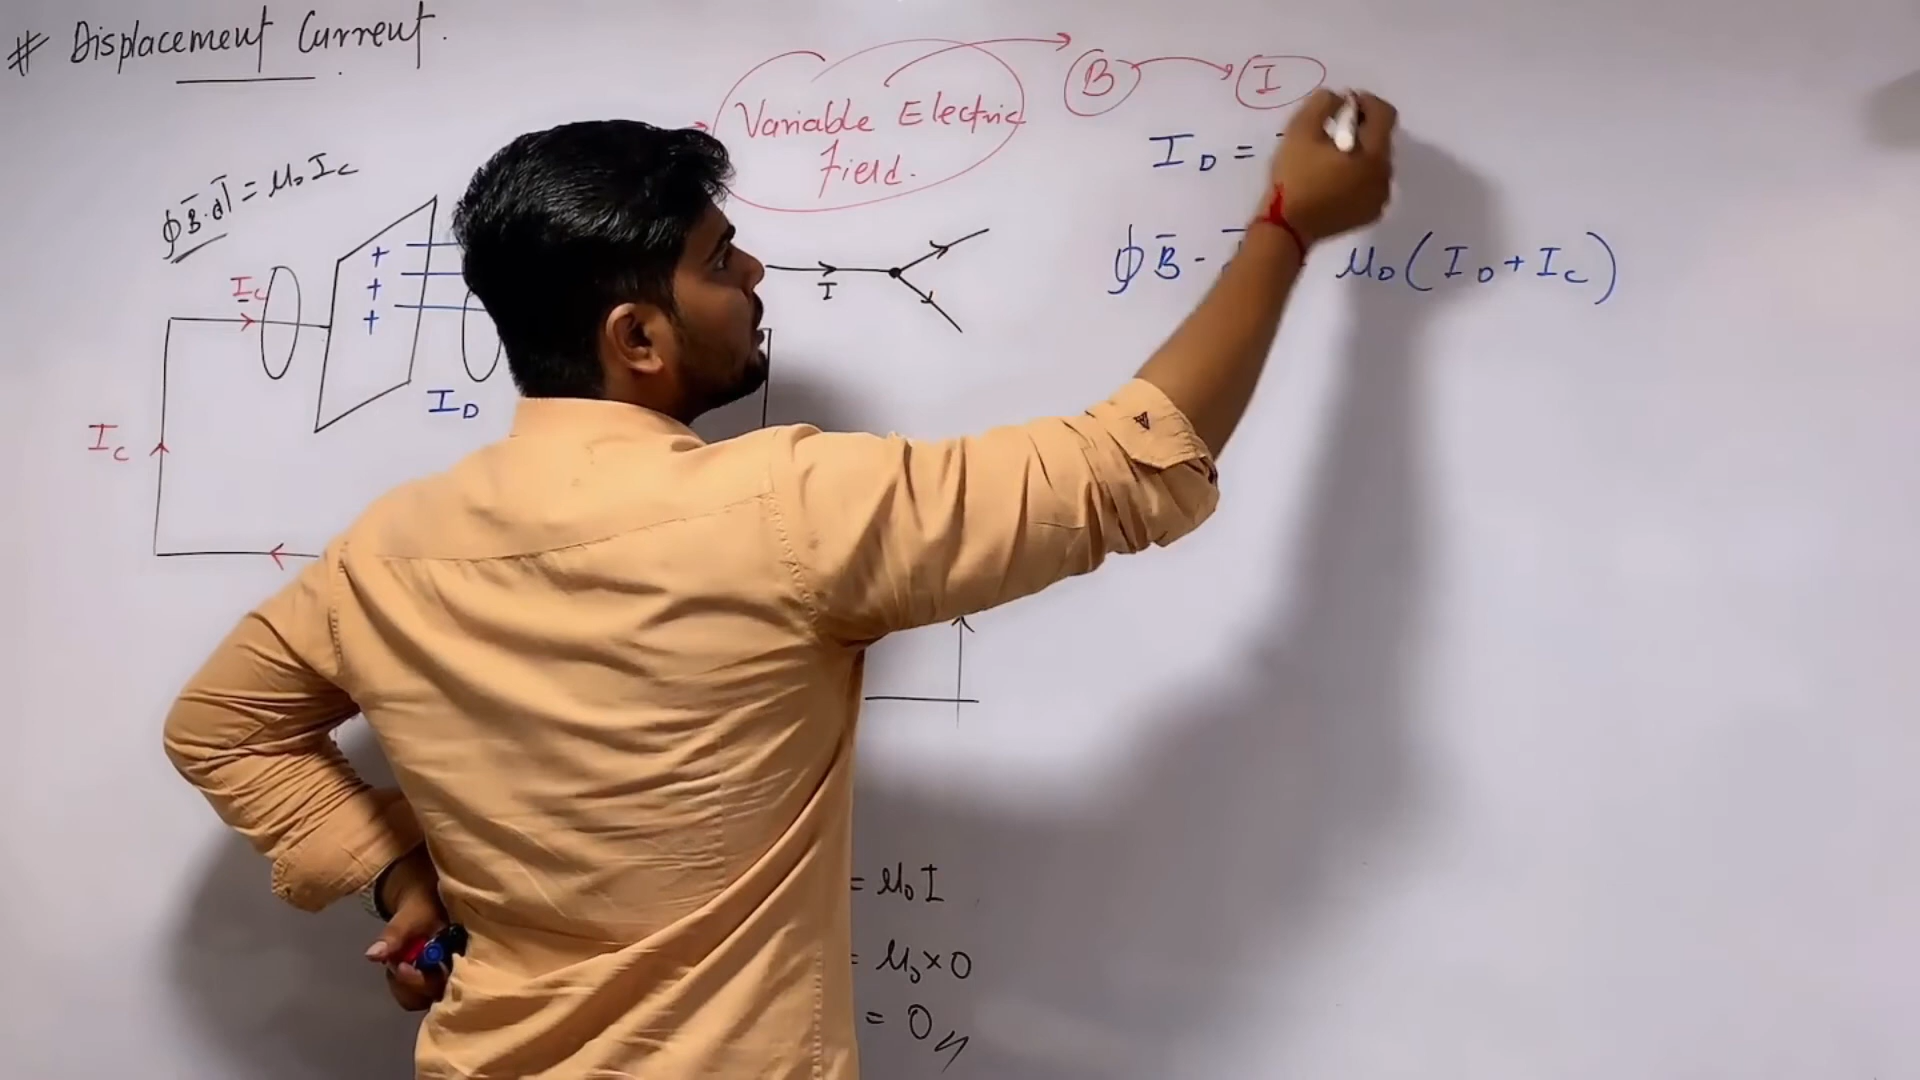 # Displacement Current.
Variable Electric
Field.
B
I
I_D =
∮ B̄ · dl̄ = μ₀ I_C
∮ B̄ · μ₀ ( I_D + I_C )
I
I_C
+
+
+
I_D
I_C
= μ₀ I
= μ₀ × 0
= 0